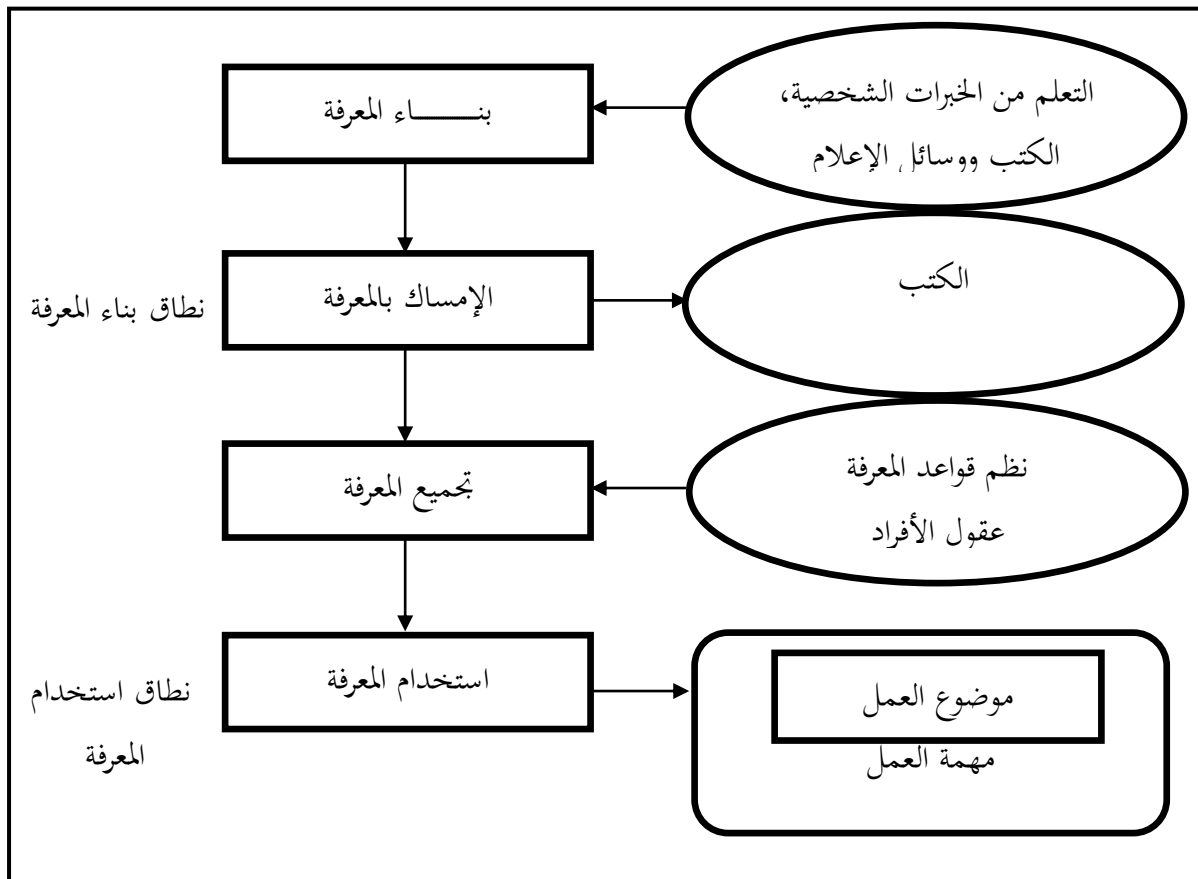 التعلم من الخبرات الشخصية،
الكتب ووسائل الإعلام
بنـــــــاء المعرفة
الكتب
الإمساك بالمعرفة
نطاق بناء المعرفة
نظم قواعد المعرفة
عقول الأفراد
تجميع المعرفة
موضوع العمل
مهمة العمل
استخدام المعرفة
نطاق استخدام
المعرفة